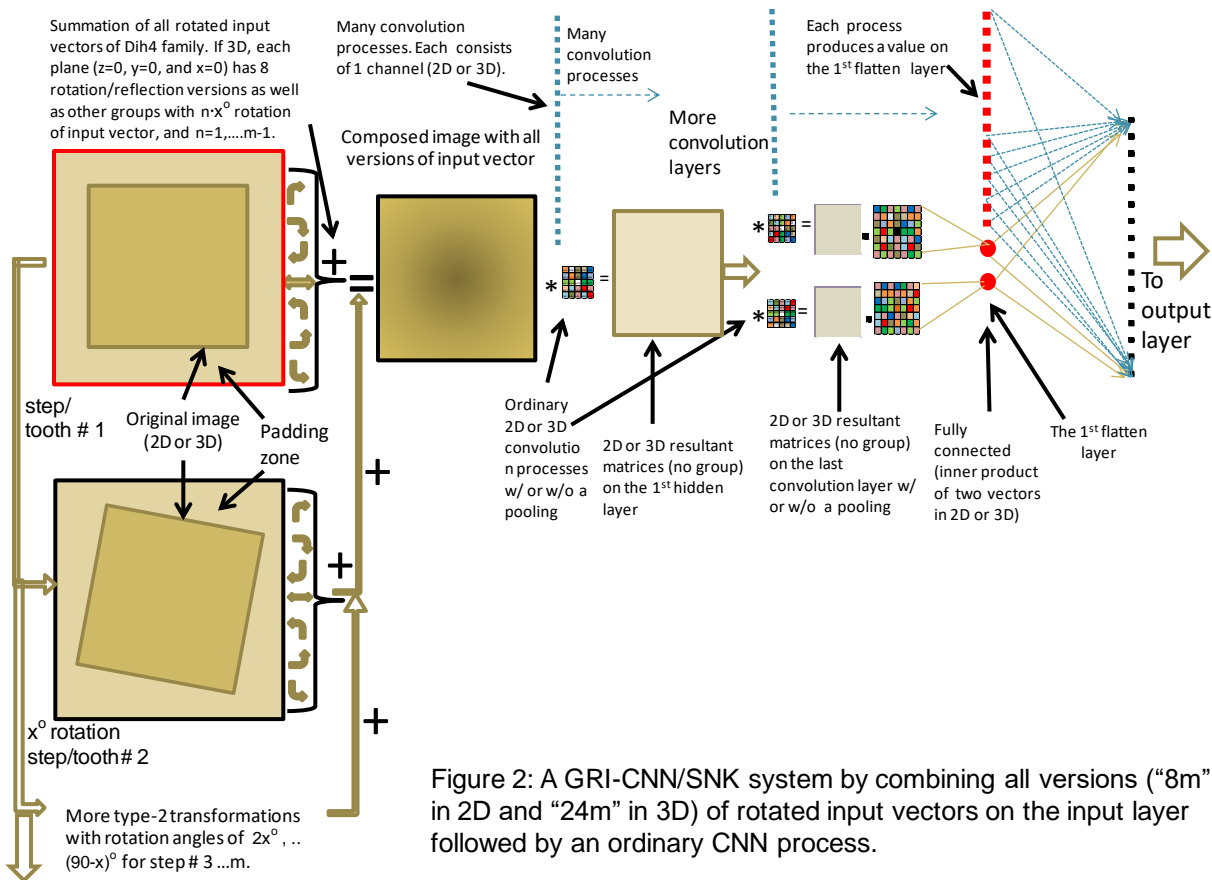 Summation of all rotated input
vectors of Dih4 family. If 3D, each
plane (z=0, y=0, and x=0) has 8
rotation/reflection versions as well
as other groups with n·x° rotation
of input vector, and n=1,....m-1.
Many convolution
processes. Each consists
of 1 channel (2D or 3D).
Many
convolution
processes
Each process
produces a value on
the 1st flatten layer
Composed image with all
versions of input vector
More
convolution
layers
+
=
*
=
*
=
.
*
=
.
To
output
layer
step/
tooth # 1
Original image
(2D or 3D)
Padding
zone
Ordinary
2D or 3D
convolutio
n processes
w/ or w/o a
pooling
2D or 3D resultant
matrices (no group)
on the 1st hidden
layer
2D or 3D resultant
matrices (no group)
on the last
convolution layer w/
or w/o a pooling
Fully
connected
(inner product
of two vectors
in 2D or 3D)
The 1st flatten
layer
+
+
+
x° rotation
step/tooth # 2
More type-2 transformations
with rotation angles of 2x° , ..
(90-x)° for step # 3 ...m.
Figure 2: A GRI-CNN/SNK system by combining all versions (“8m”
in 2D and “24m” in 3D) of rotated input vectors on the input layer
followed by an ordinary CNN process.